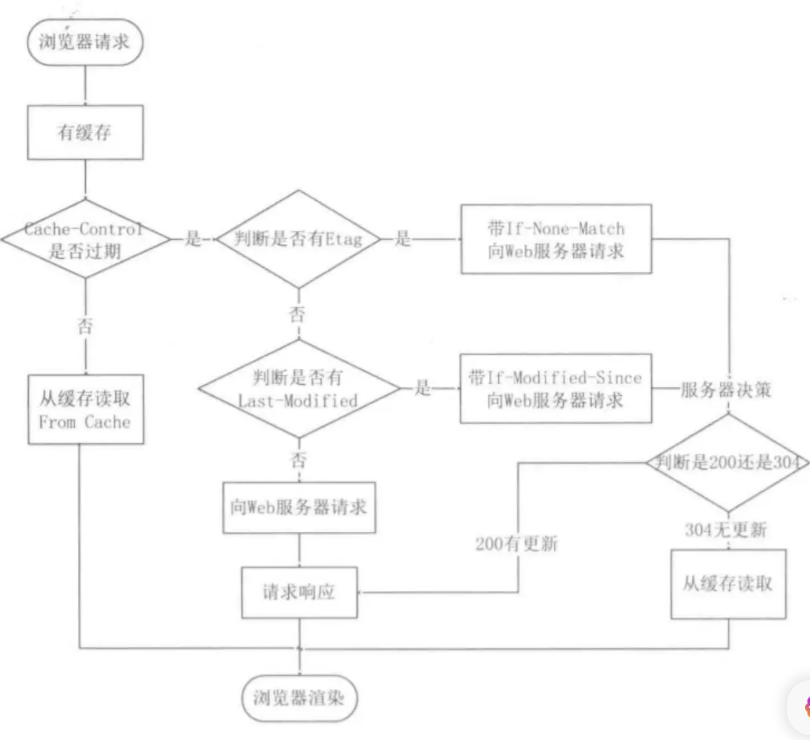 浏览器请求
有缓存
Cache-Control
是否过期
是
判断是否有Etag
是
带If-None-Match
向Web服务器请求
否
否
判断是否有
Last-Modified
是
带If-Modified-Since
向Web服务器请求
服务器决策
从缓存读取
From Cache
否
判断是200还是304
向Web服务器请求
200有更新
304无更新
请求响应
从缓存读取
浏览器渲染